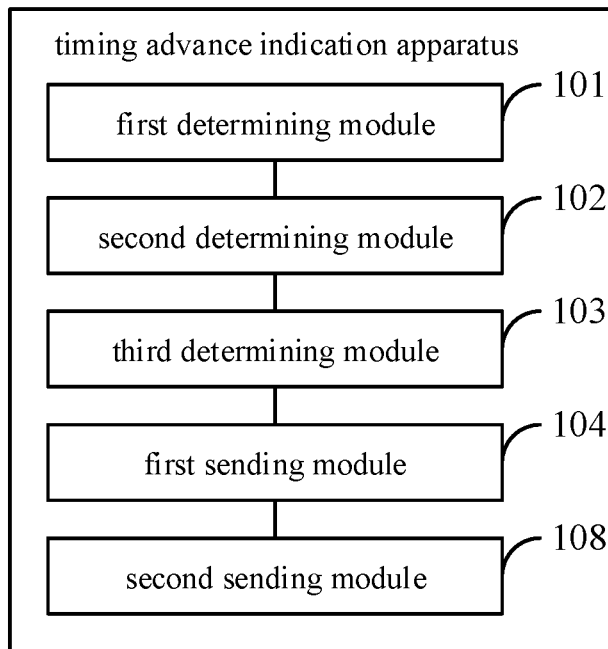 timing advance indication apparatus
101
first determining module
102
second determining module
103
third determining module
104
first sending module
108
second sending module